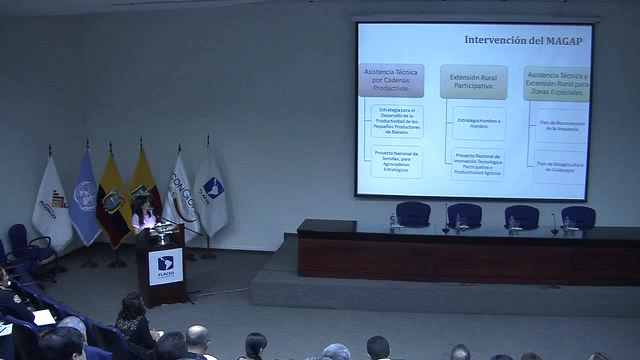 Intervención del MAGAP
Asistencia Técnica
por Cadenas
Productivas
Estrategia para el
Desarrollo de la
Productividad de los
Pequeños Productores
de Banano
Proyecto Nacional de
Semillas, para
Agrocadenas
Estratégicas
Extensión Rural
Participativa
Estrategia Hombro a
Hombro
Proyecto Nacional de
Innovación Tecnológica
Participativa y
Productividad Agrícola
Asistencia Técnica y
Extensión Rural para
Zonas Especiales
Plan de Reconversión
de la Amazonía
Plan de Bioagricultura
de Galápagos
FLACSO